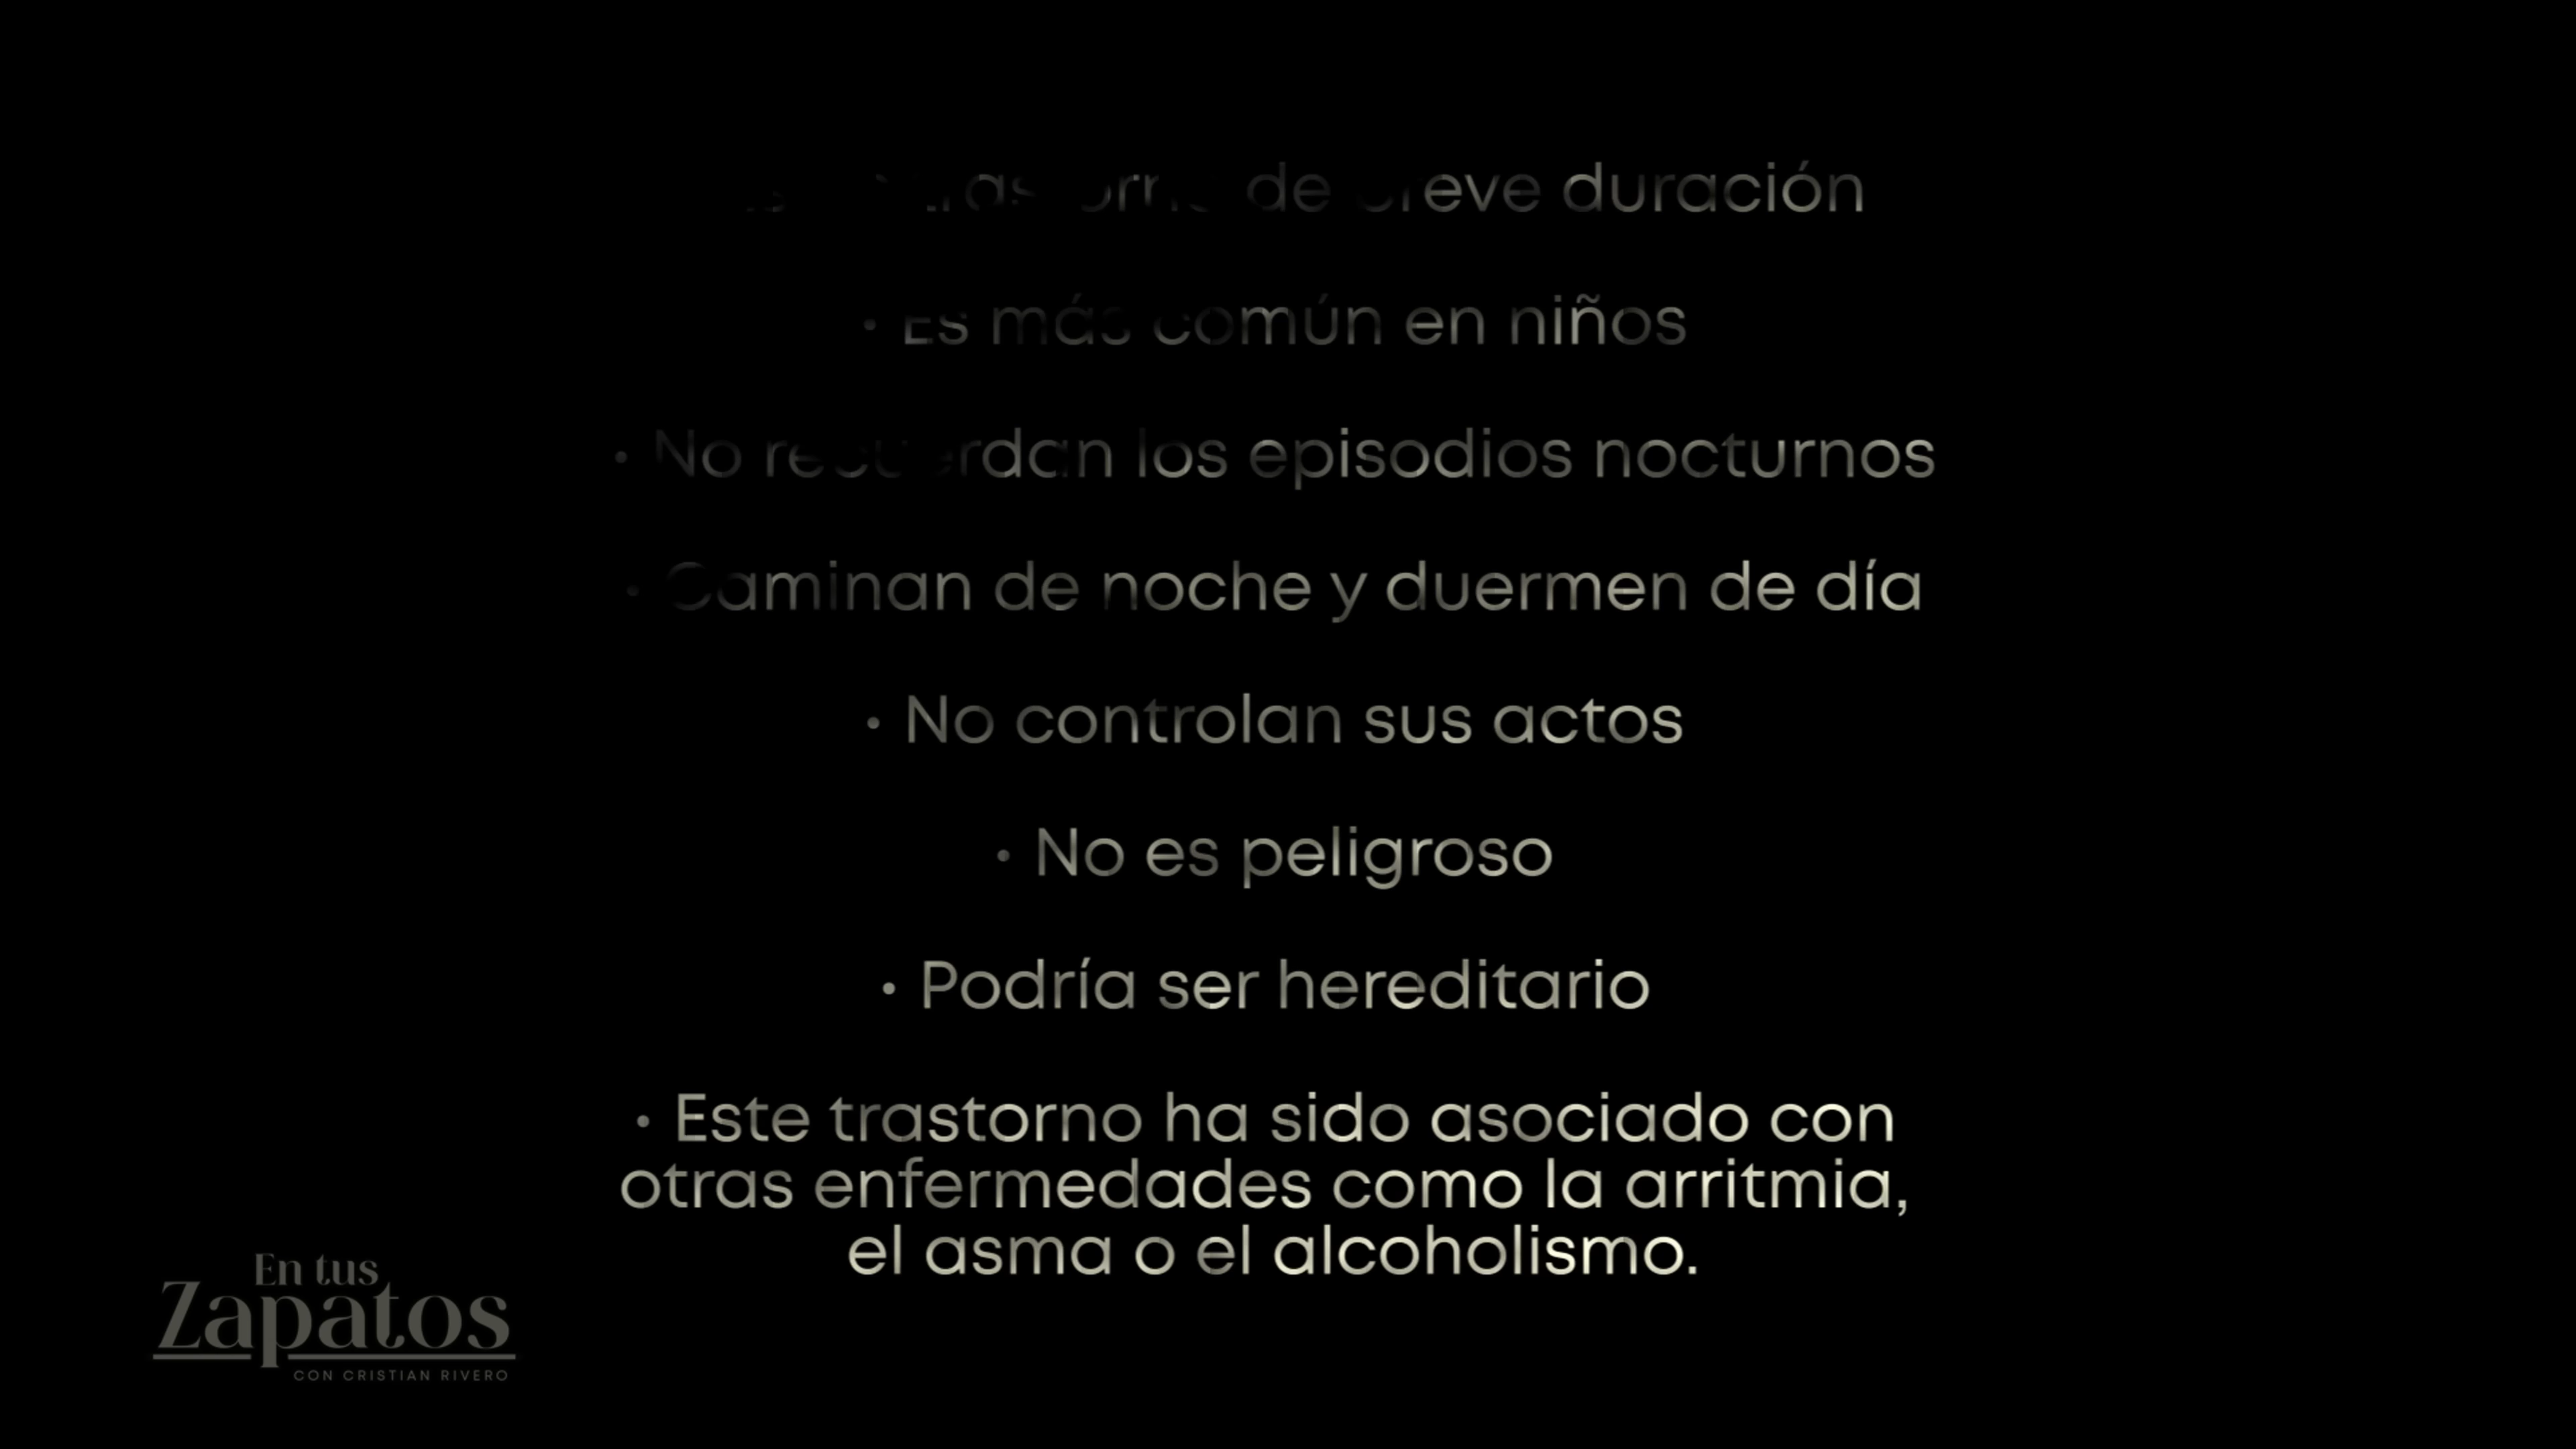 trastorno de breve duración
• Es más común en niños
• No recuerdan los episodios nocturnos
• Caminan de noche y duermen de día
• No controlan sus actos
• No es peligroso
• Podría ser hereditario
• Este trastorno ha sido asociado con
otras enfermedades como la arritmia,
el asma o el alcoholismo.
En tus
Zapatos
CON CRISTIAN RIVERO